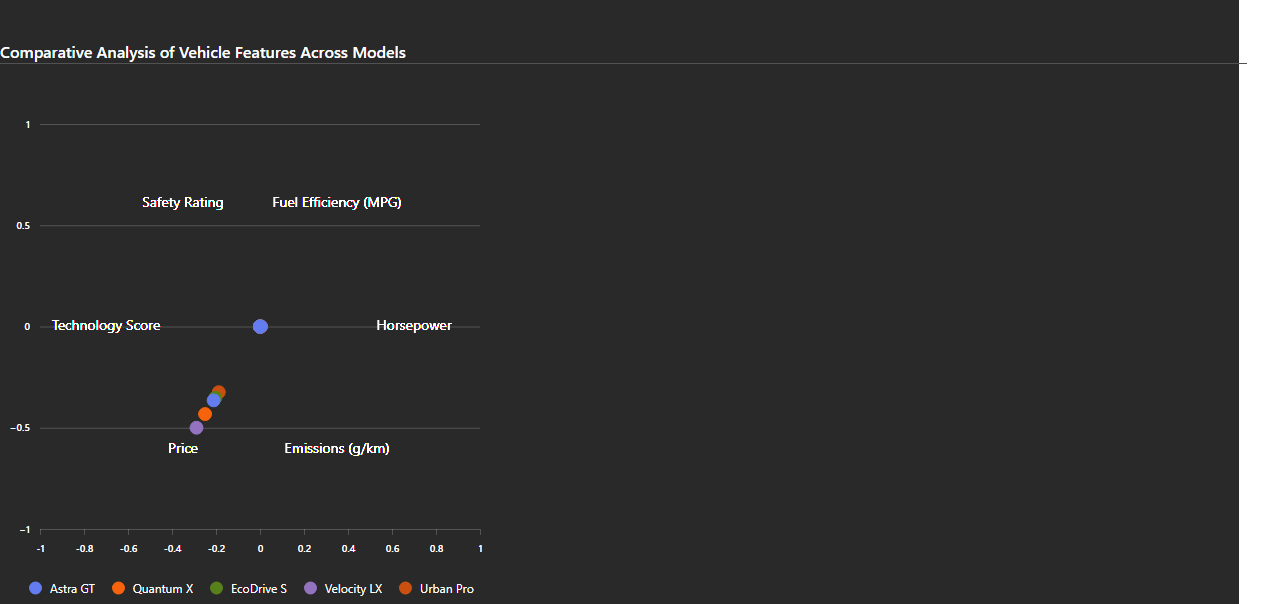 Comparative Analysis of Vehicle Features Across Models
1
Safety Rating Fuel Efficiency (MPG)
0.5
0 Technology Score Horsepower
−0.5
Price Emissions (g/km)
−1
-1 -0.8 -0.6 -0.4 -0.2 0 0.2 0.4 0.6 0.8 1
Astra GT Quantum X EcoDrive S Velocity LX Urban Pro